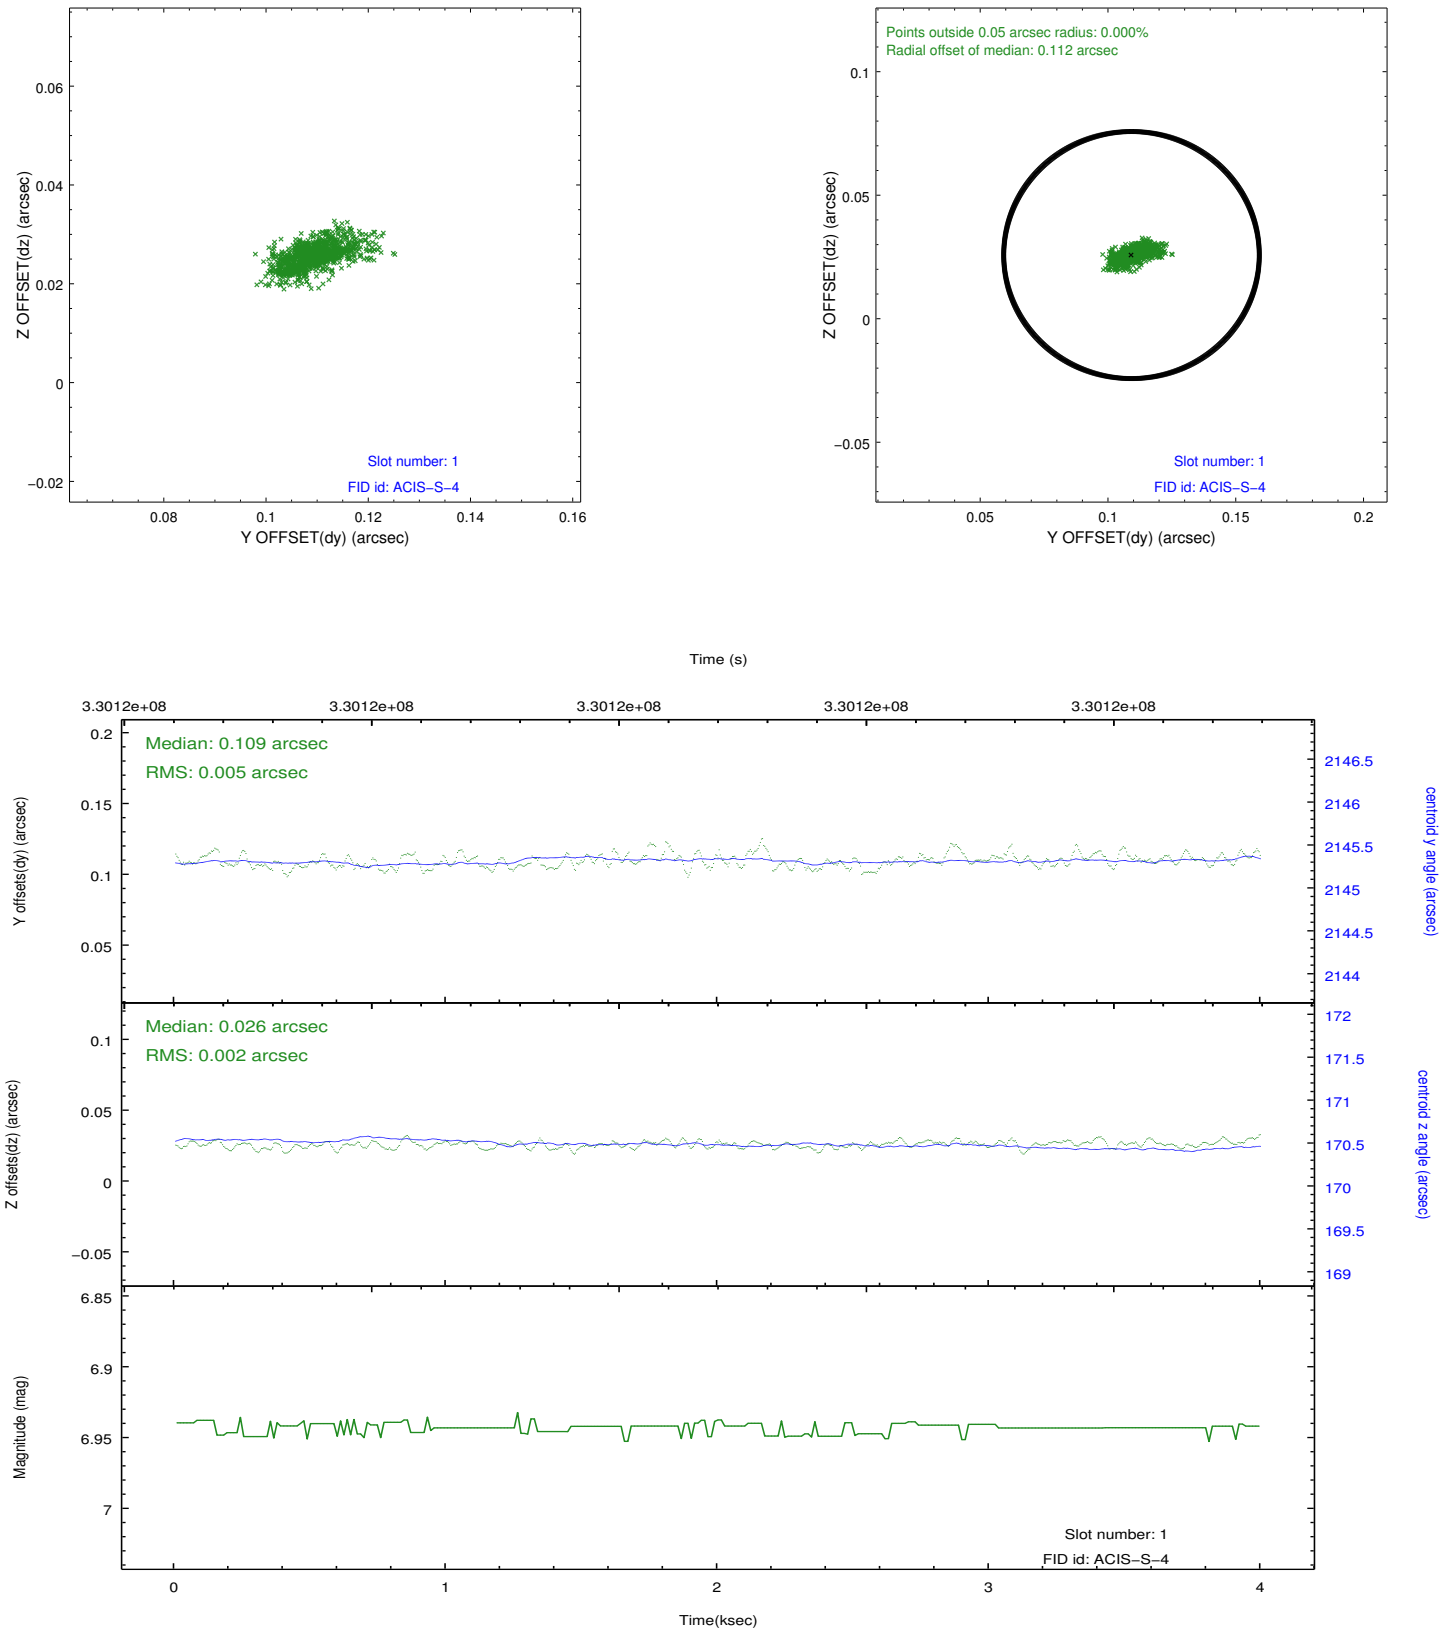 Z OFFSET(dz) (arcsec)
0.06
0.04
0.02
0
−0.02
0.08
0.1
0.12
0.14
0.16
Y OFFSET(dy) (arcsec)
Slot number: 1
FID id: ACIS−S−4
Points outside 0.05 arcsec radius: 0.000%
Radial offset of median: 0.112 arcsec
Z OFFSET(dz) (arcsec)
0.1
0.05
0
−0.05
0.05
0.1
0.15
0.2
Y OFFSET(dy) (arcsec)
Slot number: 1
FID id: ACIS−S−4
Time (s)
3.3012e+08
3.3012e+08
3.3012e+08
3.3012e+08
3.3012e+08
Median: 0.109 arcsec
RMS: 0.005 arcsec
Y offsets(dy) (arcsec)
0.2
0.15
0.1
0.05
2146.5
2146
2145.5
2145
2144.5
2144
centroid y angle (arcsec)
Median: 0.026 arcsec
RMS: 0.002 arcsec
Z offsets(dz) (arcsec)
0.1
0.05
0
−0.05
172
171.5
171
170.5
170
169.5
169
centroid z angle (arcsec)
Magnitude (mag)
6.85
6.9
6.95
7
Slot number: 1
FID id: ACIS−S−4
0
1
2
3
4
Time(ksec)